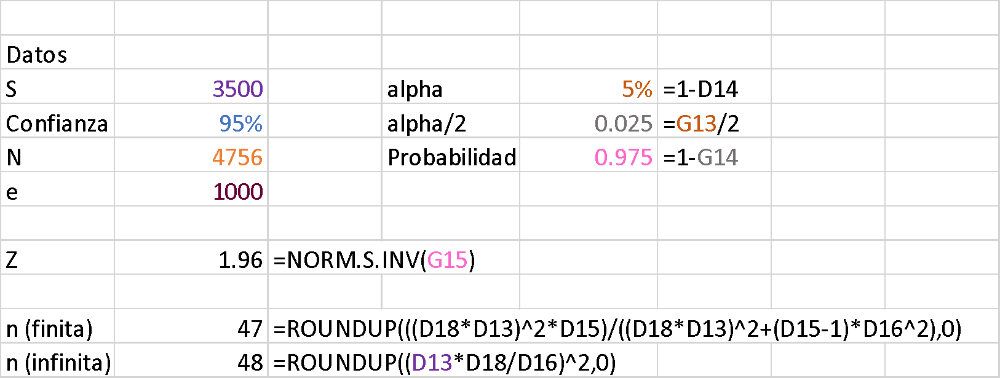 Datos
S 3500 alpha 5% =1-D14
Confianza 95% alpha/2 0.025 =G13/2
N 4756 Probabilidad 0.975 =1-G14
e 1000
Z 1.96 =NORM.S.INV(G15)
n (finita) 47 =ROUNDUP(((D18*D13)^2*D15)/((D18*D13)^2+(D15-1)*D16^2),0)
n (infinita) 48 =ROUNDUP((D13*D18/D16)^2,0)